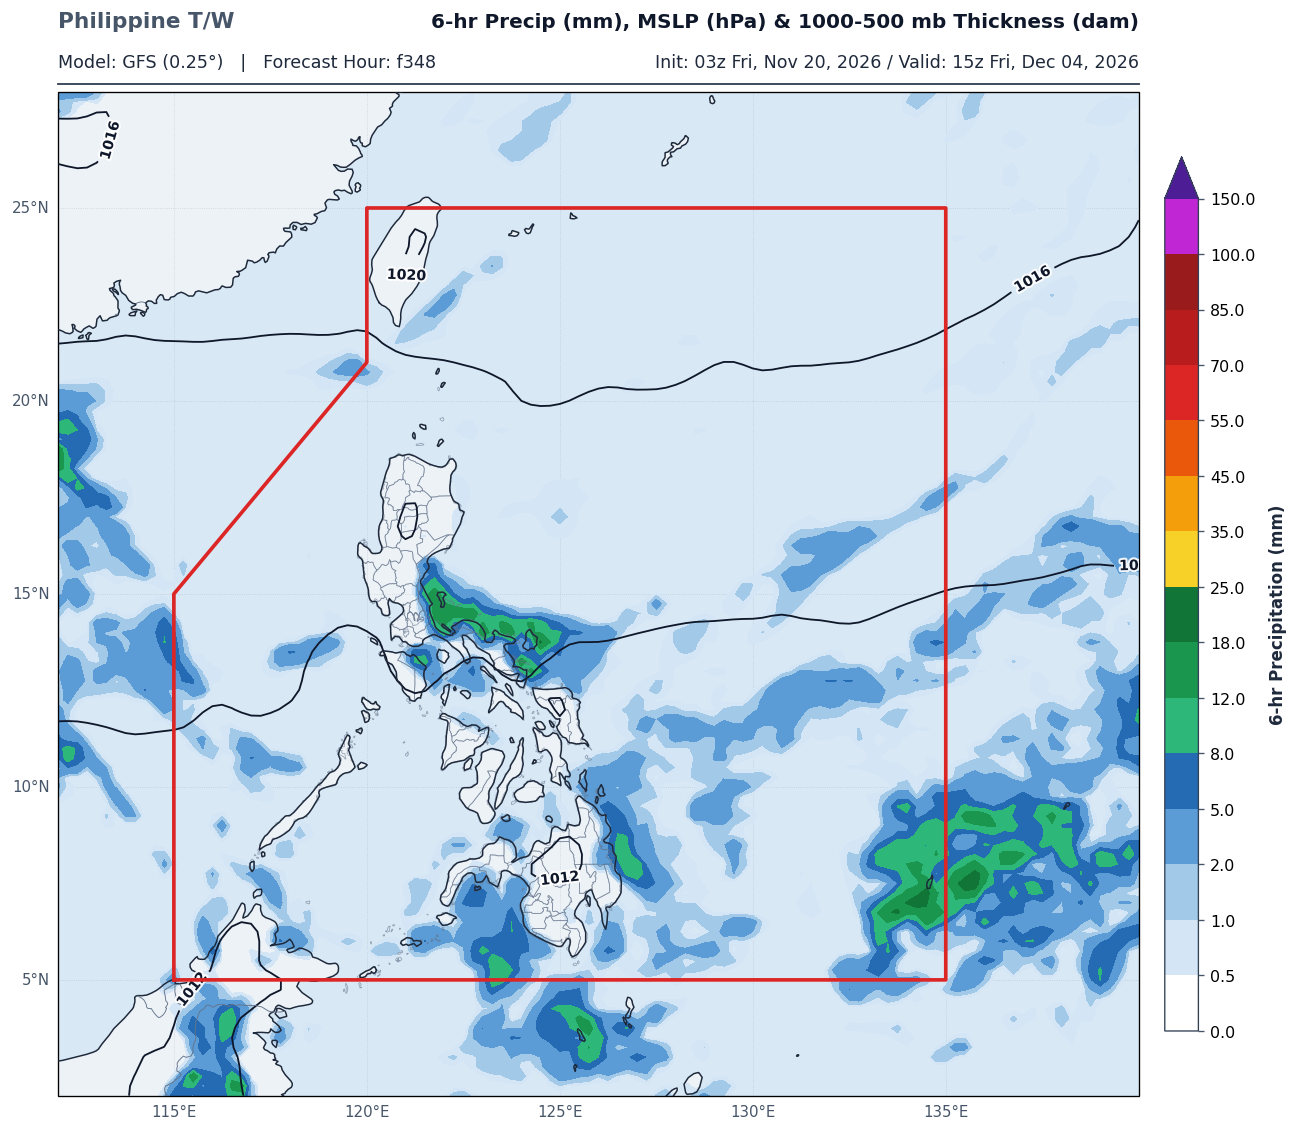 Philippine T/W
6-hr Precip (mm), MSLP (hPa) & 1000-500 mb Thickness (dam)
Model: GFS (0.25°) | Forecast Hour: f348
Init: 03z Fri, Nov 20, 2026 / Valid: 15z Fri, Dec 04, 2026
1016
1020
1016
10
1012
1012
25°N
20°N
15°N
10°N
5°N
115°E
120°E
125°E
130°E
135°E
150.0
100.0
85.0
70.0
55.0
45.0
35.0
25.0
18.0
12.0
8.0
5.0
2.0
1.0
0.5
0.0
6-hr Precipitation (mm)